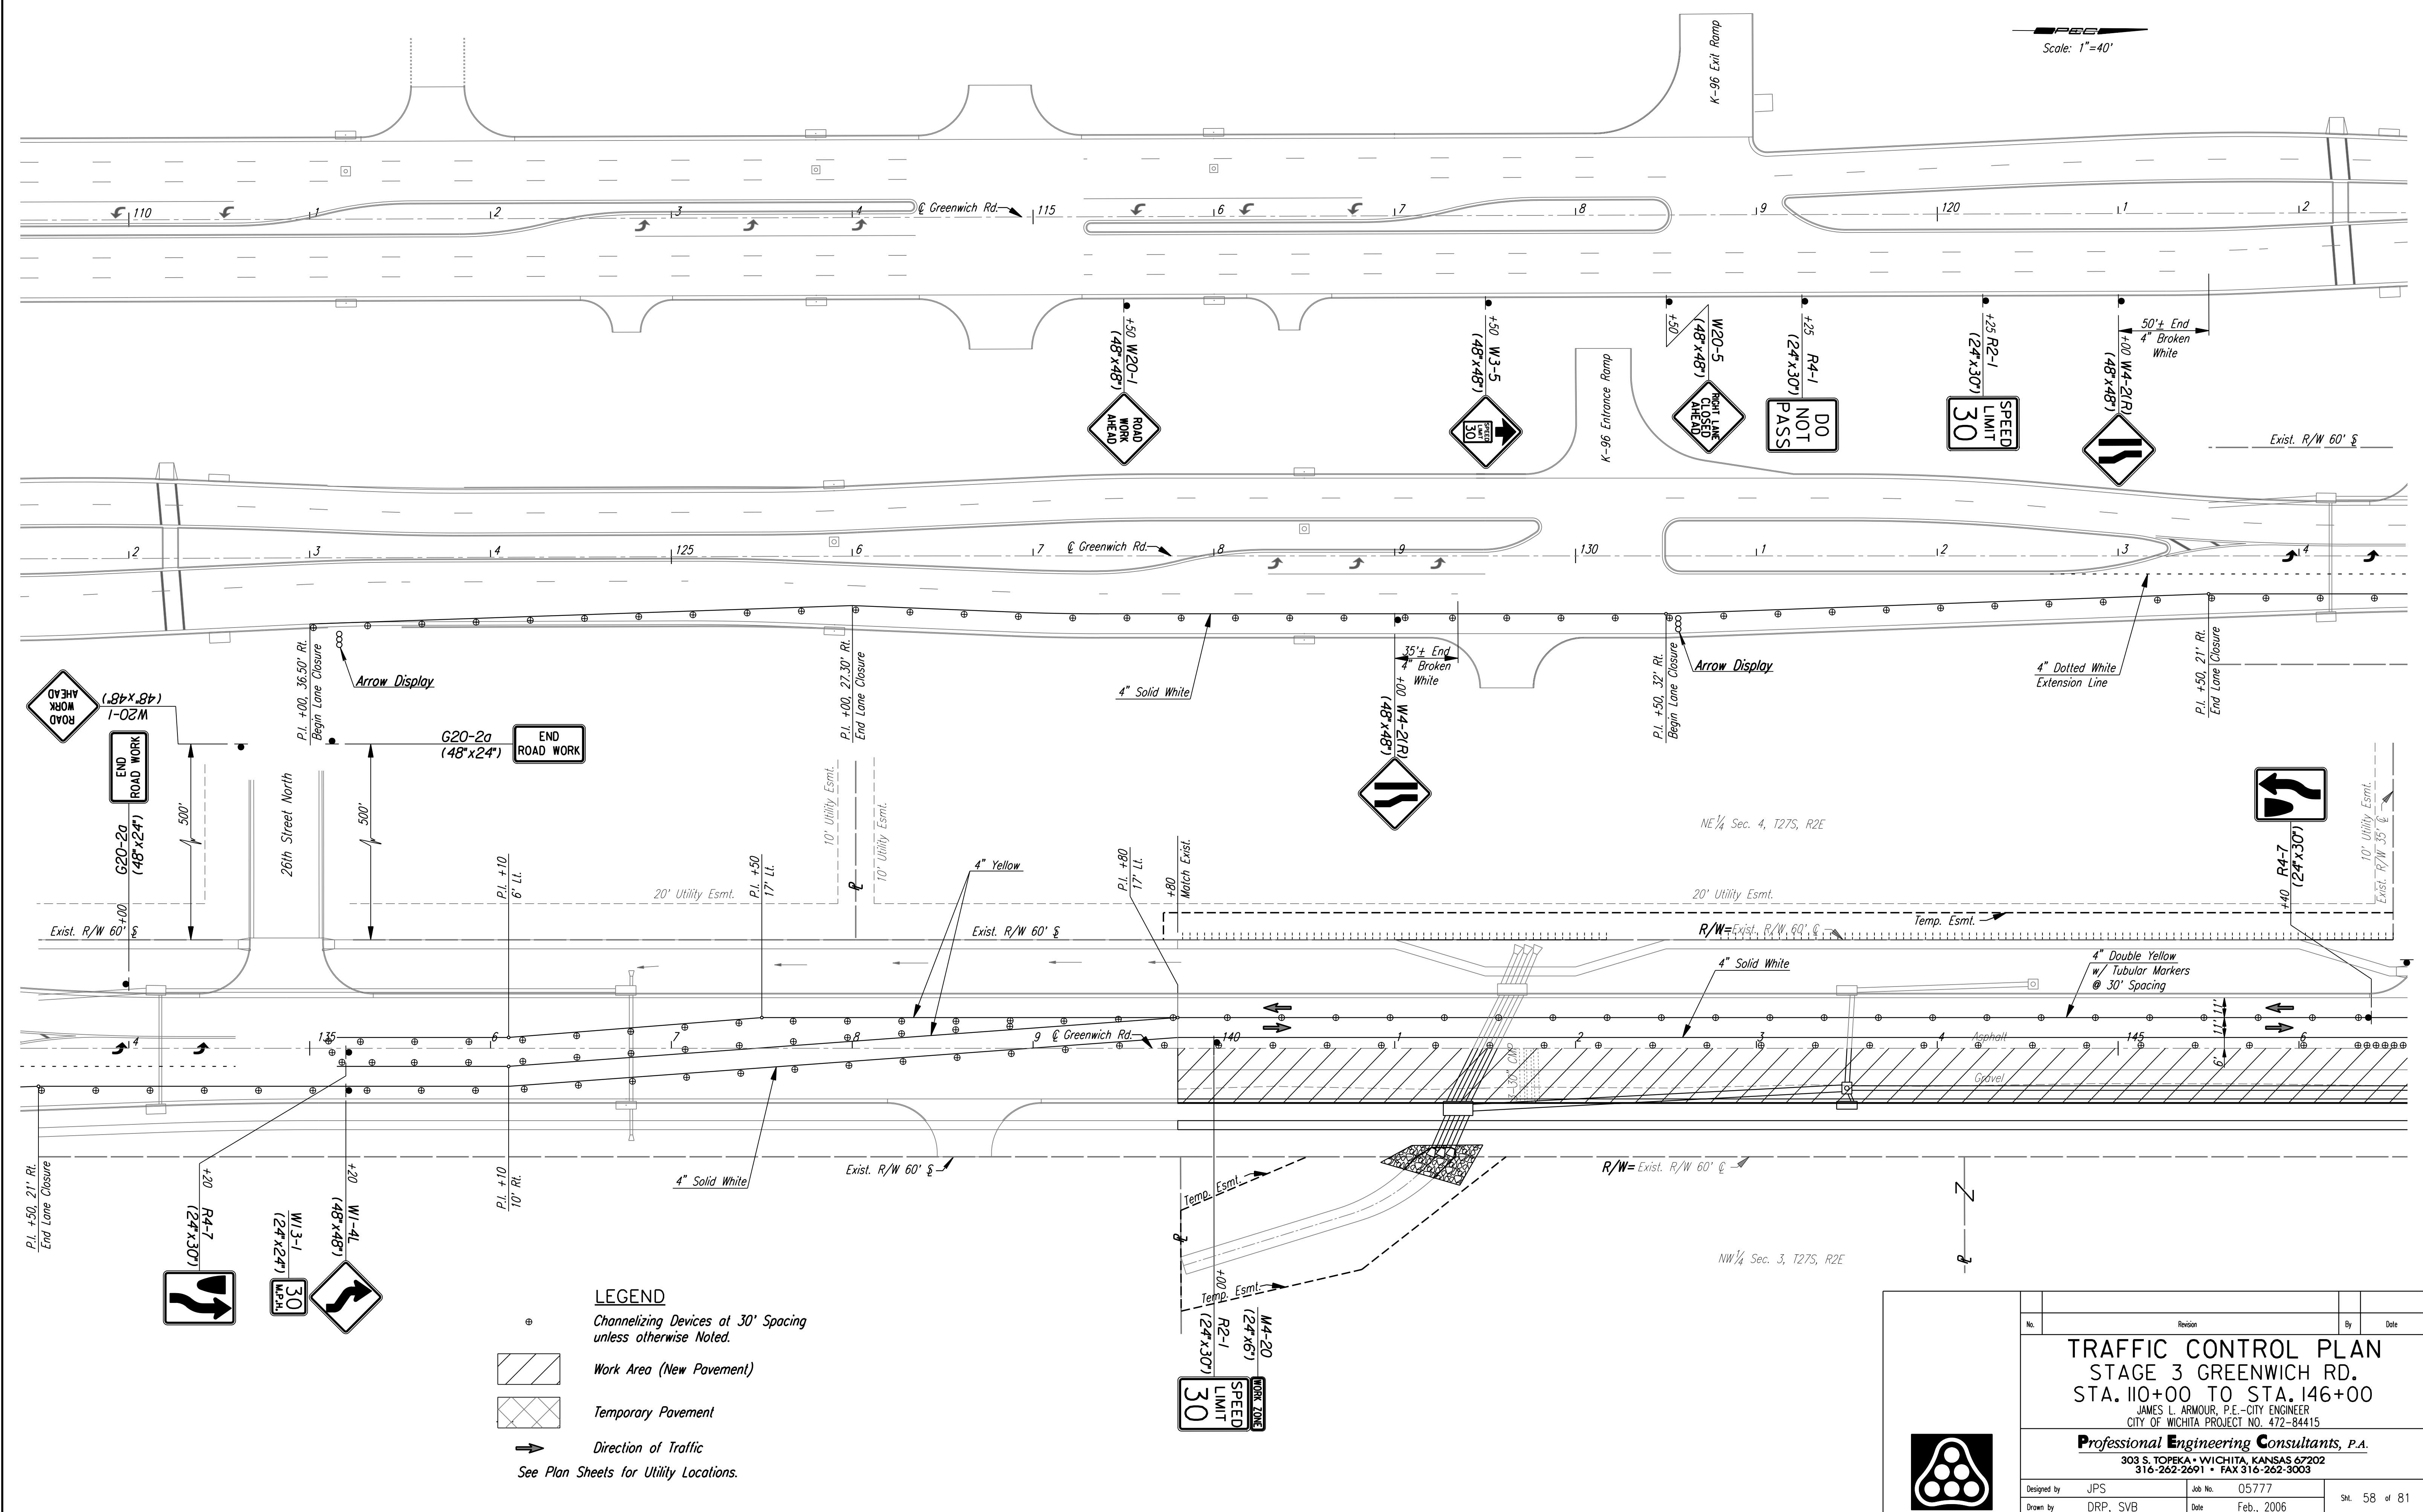 PEC
Scale: 1"=40'
K-96 Exit Ramp
110
1
2
3
4
℄ Greenwich Rd.
115
6
7
8
9
120
1
2
+50 W20-1
(48"x48")
ROAD
WORK
AHEAD
+50 W3-5
(48"x48")
SPEED
LIMIT
30
+50
W20-5
(48"x48")
RIGHT LANE
CLOSED
AHEAD
+25 R4-1
(24"x30")
DO
NOT
PASS
+25 R2-1
(24"x30")
SPEED
LIMIT
30
+00 W4-2(R)
(48"x48")
50'± End
4" Broken
White
K-96 Entrance Ramp
Exist. R/W 60' ℄
2
3
4
125
6
7
℄ Greenwich Rd.
8
9
130
1
2
3
4
P.I. +00, 36.50' Rt.
Begin Lane Closure
Arrow Display
P.I. +00, 27.30' Rt.
End Lane Closure
4" Solid White
35'± End
4" Broken
White
+00 W4-2(R)
(48"x48")
P.I. +50, 32' Rt.
Begin Lane Closure
Arrow Display
4" Dotted White
Extension Line
P.I. +50, 21' Rt.
End Lane Closure
ROAD
WORK
AHEAD
W20-1
(48"x48")
END
ROAD WORK
G20-2a
(48"x24")
+00
G20-2a
(48"x24")
END
ROAD WORK
500'
26th Street North
500'
10' Utility Esmt.
10' Utility Esmt.
20' Utility Esmt.
NE¼ Sec. 4, T27S, R2E
+40 R4-7
(24"x30")
10' Utility Esmt.
Exist. R/W 35' ℄
P.I. +10
6' Lt.
P.I. +50
17' Lt.
4" Yellow
P.I. +80
17' Lt.
+80
Match Exist.
20' Utility Esmt.
Temp. Esmt.
Exist. R/W 60' ℄
Exist. R/W 60' ℄
R/W=Exist. R/W 60' ℄
4" Solid White
4" Double Yellow
w/ Tubular Markers
@ 30' Spacing
4
135
6
7
8
9
℄ Greenwich Rd.
140
1
2
3
4
Asphalt
145
6
11'
11'
6'
Gravel
2-30" CMP
P.I. +50, 21' Rt.
End Lane Closure
+20 R4-7
(24"x30")
W13-1
(24"x24")
30
M.P.H.
+20 W1-4L
(48"x48")
P.I. +10
10' Rt.
4" Solid White
Exist. R/W 60' ℄
Temp. Esmt.
Temp. Esmt.
R/W= Exist. R/W 60' ℄
NW¼ Sec. 3, T27S, R2E
+00 R2-1
(24"x30")
M4-20
(24"x6")
WORK ZONE
SPEED
LIMIT
30
LEGEND
Channelizing Devices at 30' Spacing
unless otherwise Noted.
Work Area (New Pavement)
Temporary Pavement
Direction of Traffic
See Plan Sheets for Utility Locations.
No. Revision By Date
TRAFFIC CONTROL PLAN
STAGE 3 GREENWICH RD.
STA. 110+00 TO STA. 146+00
JAMES L. ARMOUR, P.E.-CITY ENGINEER
CITY OF WICHITA PROJECT NO. 472-84415
Professional Engineering Consultants, P.A.
303 S. TOPEKA • WICHITA, KANSAS 67202
316-262-2691 • FAX 316-262-3003
Designed by JPS Job No. 05777
Drawn by DRP, SVB Date Feb., 2006
Sht. 58 of 81